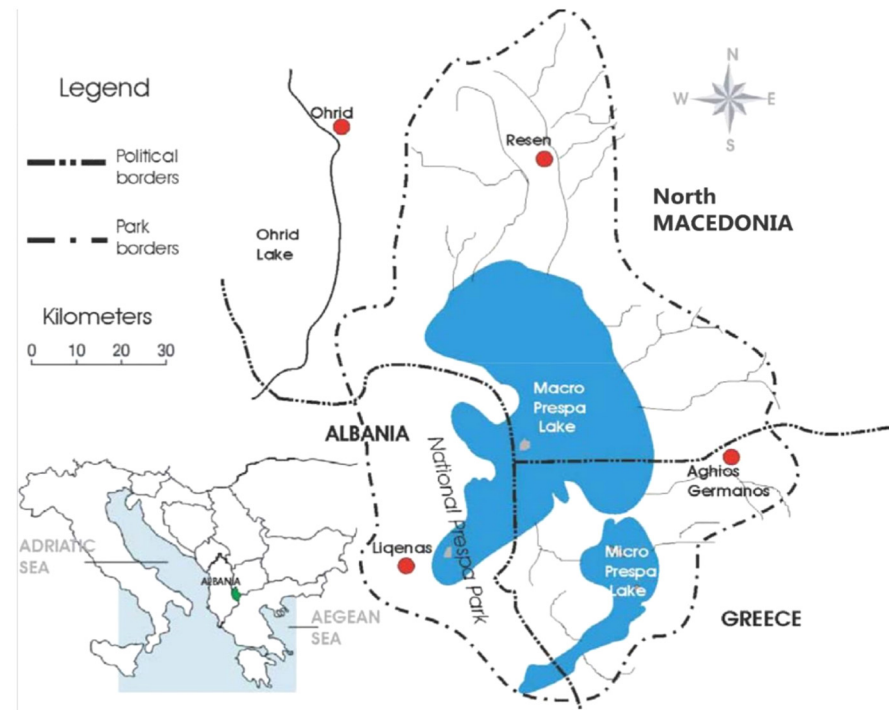 Legend
Political
borders
Park
borders
Kilometers
0 10 20 30
Ohrid
Ohrid
Lake
Resen
N
W E
S
North
MACEDONIA
Macro
Prespa
Lake
ALBANIA
National Prespa Park
Aghios
Germanos
Liqenas
Micro
Prespa
Lake
GREECE
ADRIATIC
SEA
ALBANIA
AEGEAN
SEA